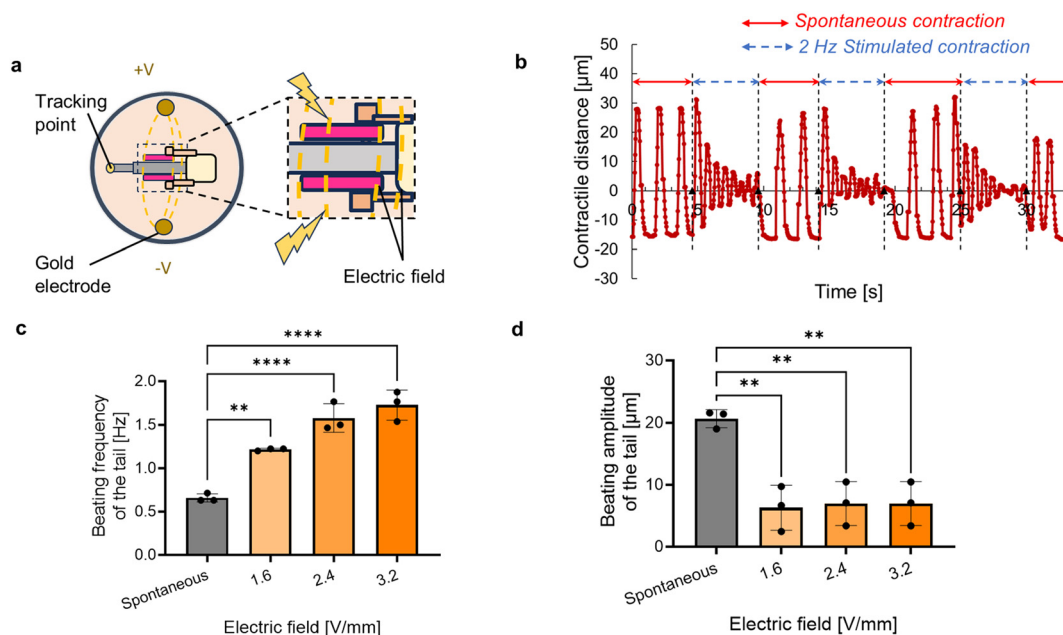 a
+V
Tracking
point
Gold
electrode
-V
Electric field
b
Spontaneous contraction
2 Hz Stimulated contraction
Contractile distance [µm]
50
40
30
20
10
0
-10
-20
-30
0
5
10
15
20
25
30
Time [s]
c
Beating frequency
of the tail [Hz]
2.0
1.5
1.0
0.5
0.0
****
****
**
Spontaneous
1.6
2.4
3.2
Electric field [V/mm]
d
Beating amplitude
of the tail [µm]
30
20
10
0
**
**
**
Spontaneous
1.6
2.4
3.2
Electric field [V/mm]